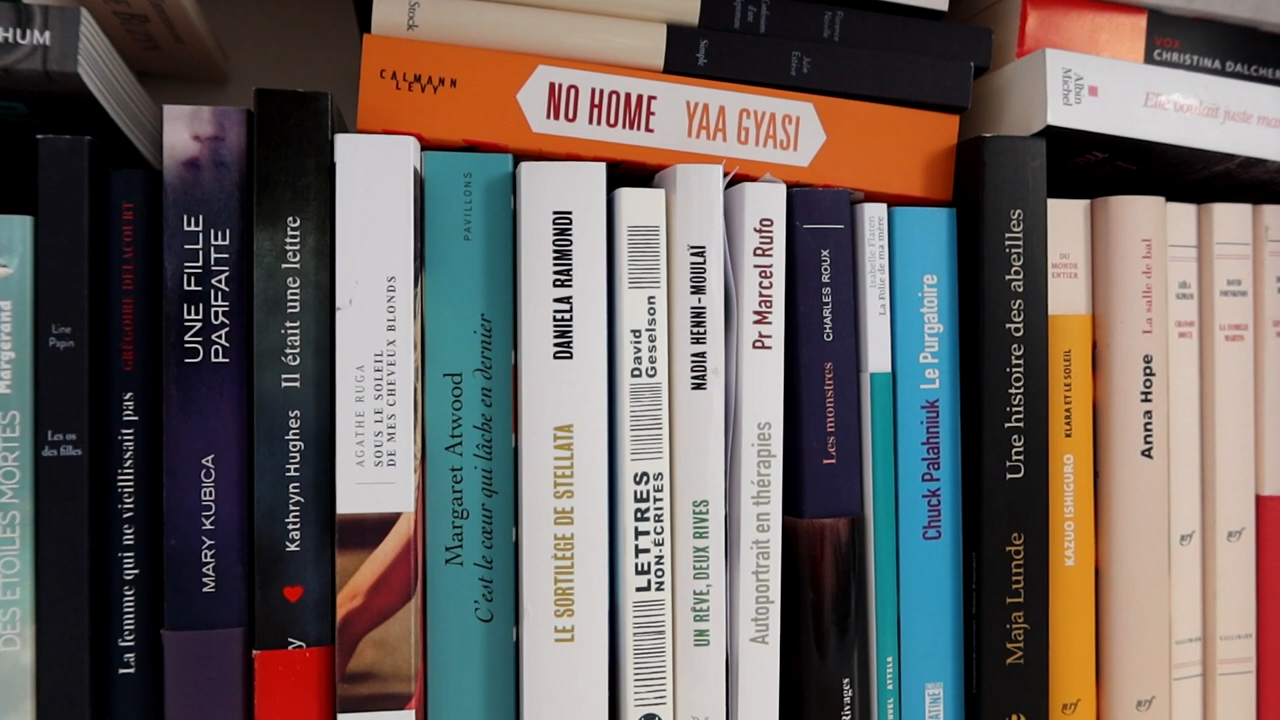 HUM
Stock
CALMANN
LEVY
NO HOME YAA GYASI
VOX
CHRISTINA DALCHER
Albin
Michel
Elle voulait juste
DES ÉTOILES MORTES
Margerand
Line
Papin
Les os
des filles
GRÉGOIRE DELACOURT
La femme qui ne vieillissait pas
UNE FILLE
PARFAITE
MARY KUBICA
Kathryn Hughes Il était une lettre
AGATHE RUGA
SOUS LE SOLEIL
DE MES CHEVEUX BLONDS
PAVILLONS
Margaret Atwood
C'est le cœur qui lâche en dernier
LE SORTILÈGE DE STELLATA DANIELA RAIMONDI
LETTRES
NON-ÉCRITES
David
Geselson
UN RÊVE, DEUX RIVES NADIA HENNI-MOULAÏ
Autoportrait en thérapies Pr Marcel Rufo
Les monstres CHARLES ROUX
Rivages
Isabelle Flaten
La Folie de ma mère
ATTILA
Chuck Palahniuk Le Purgatoire
Maja Lunde Une histoire des abeilles
DU
MONDE
ENTIER
KAZUO ISHIGURO KLARA ET LE SOLEIL
Anna Hope La salle de bal
nrf
nrf
nrf
GALLIMARD
GALLIMARD